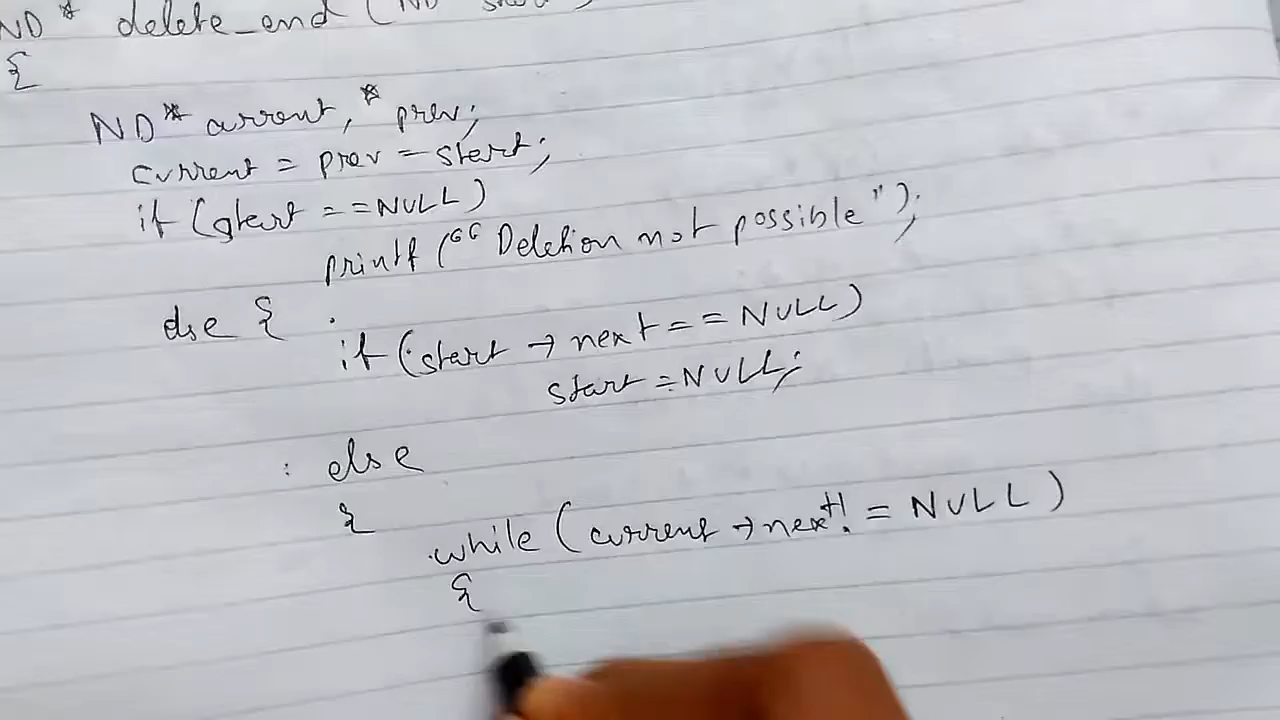 ND* delete_end (ND
{
ND* current, * prev;
current = prev = start;
if (start == NULL)
printf ("Deletion not possible");
else {
if (start → next == NULL)
start = NULL;
else
{
while (current → next != NULL)
{